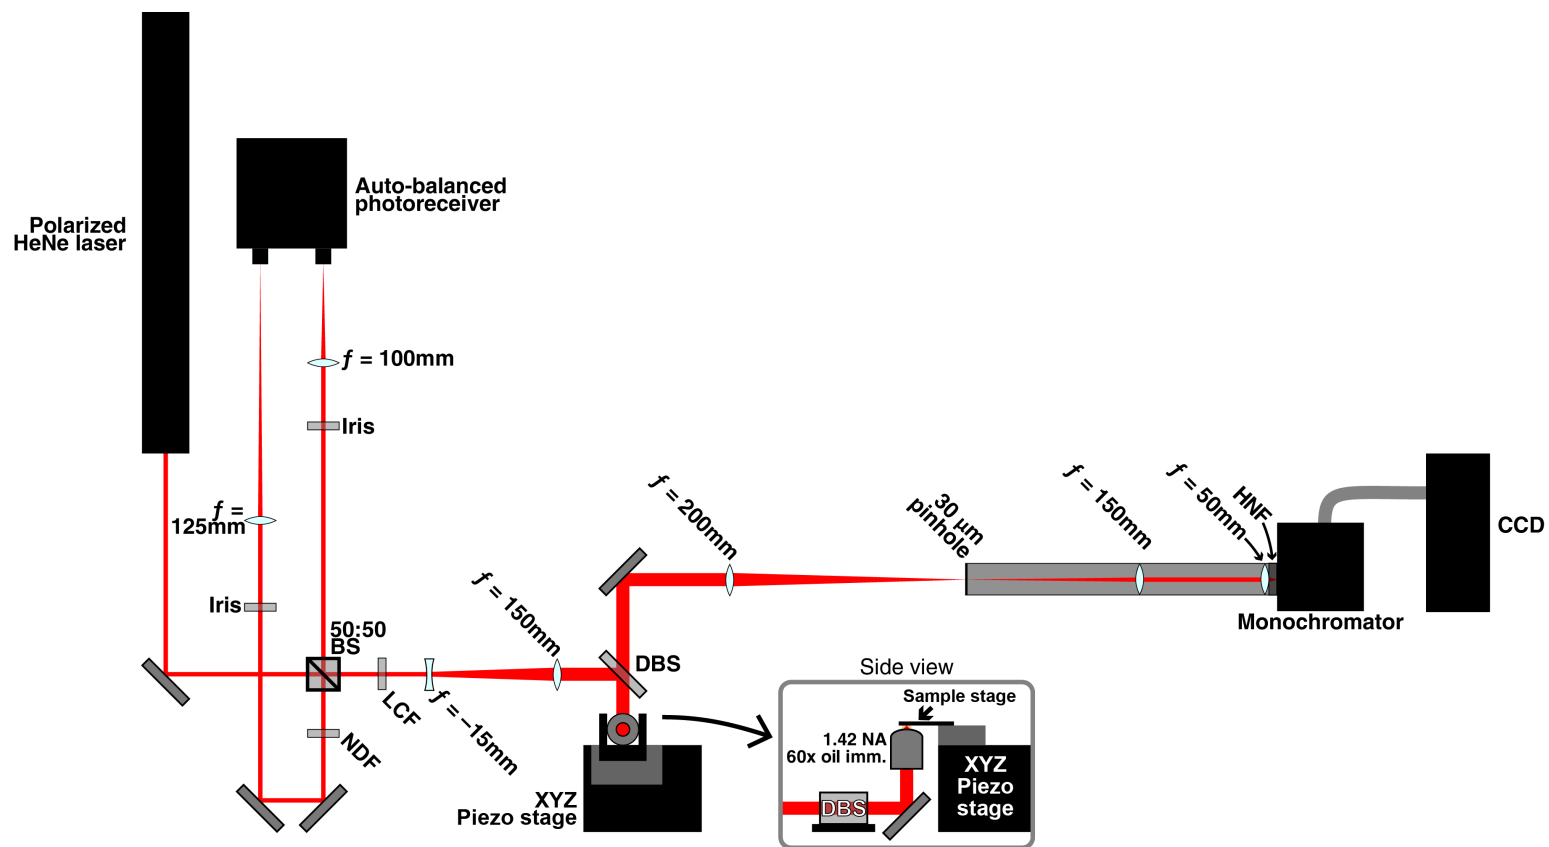 Polarized
HeNe laser
Auto-balanced
photoreceiver
ƒ = 100mm
Iris
ƒ =
125mm
Iris
50:50
BS
LCF
NDF
ƒ = –15mm
ƒ = 150mm
DBS
XYZ
Piezo stage
ƒ = 200mm
30 µm
pinhole
ƒ = 150mm
ƒ = 50mm
HNF
Monochromator
CCD
Side view
Sample stage
1.42 NA
60x oil imm.
DBS
XYZ
Piezo
stage